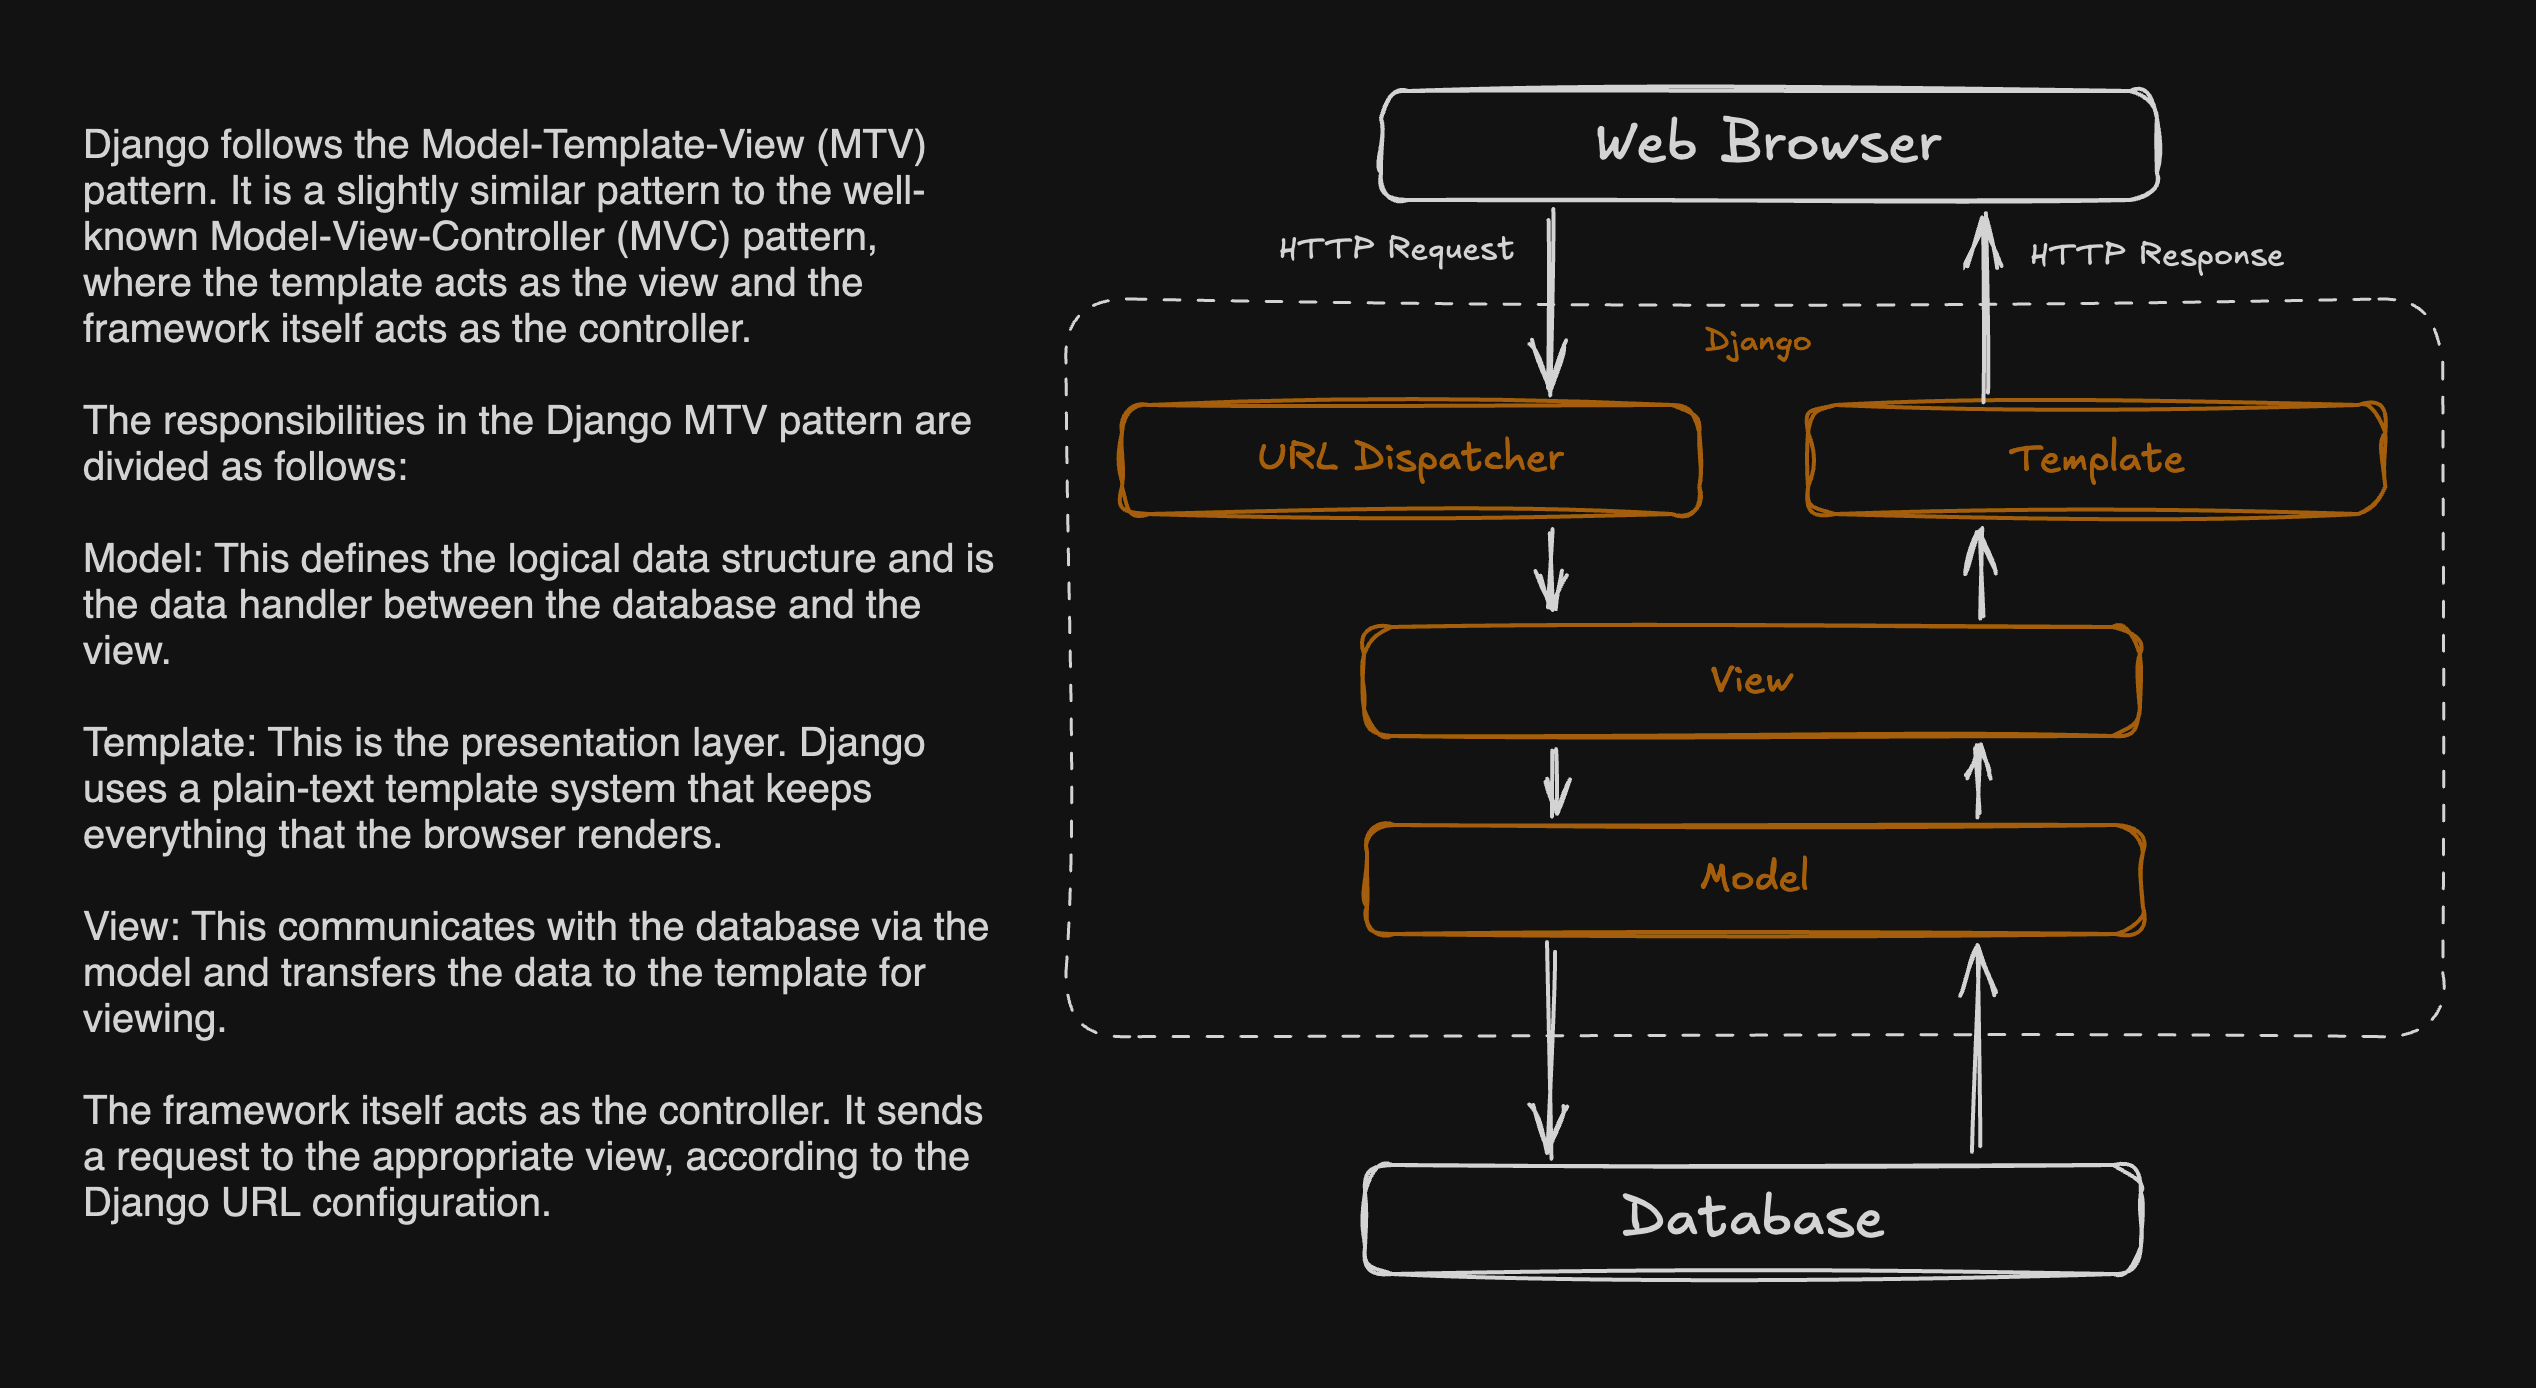 Django follows the Model-Template-View (MTV)
pattern. It is a slightly similar pattern to the well-
known Model-View-Controller (MVC) pattern,
where the template acts as the view and the
framework itself acts as the controller.
The responsibilities in the Django MTV pattern are
divided as follows:
Model: This defines the logical data structure and is
the data handler between the database and the
view.
Template: This is the presentation layer. Django
uses a plain-text template system that keeps
everything that the browser renders.
View: This communicates with the database via the
model and transfers the data to the template for
viewing.
The framework itself acts as the controller. It sends
a request to the appropriate view, according to the
Django URL configuration.
Web Browser
HTTP Request
HTTP Response
Django
URL Dispatcher
Template
View
Model
Database